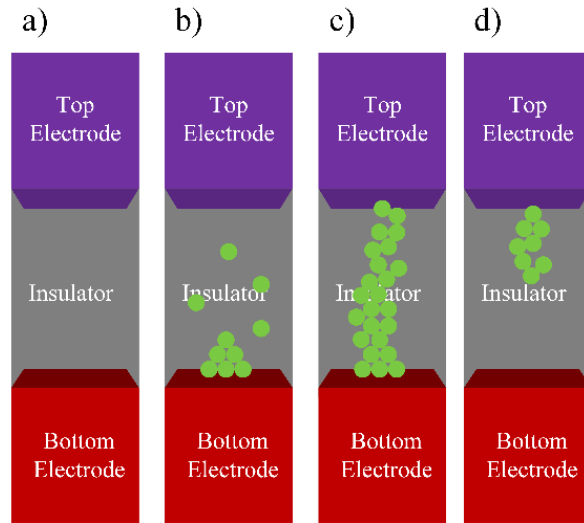 a)
b)
c)
d)
Top
Electrode
Top
Electrode
Top
Electrode
Top
Electrode
Insulator
Insulator
Insulator
Insulator
Bottom
Electrode
Bottom
Electrode
Bottom
Electrode
Bottom
Electrode